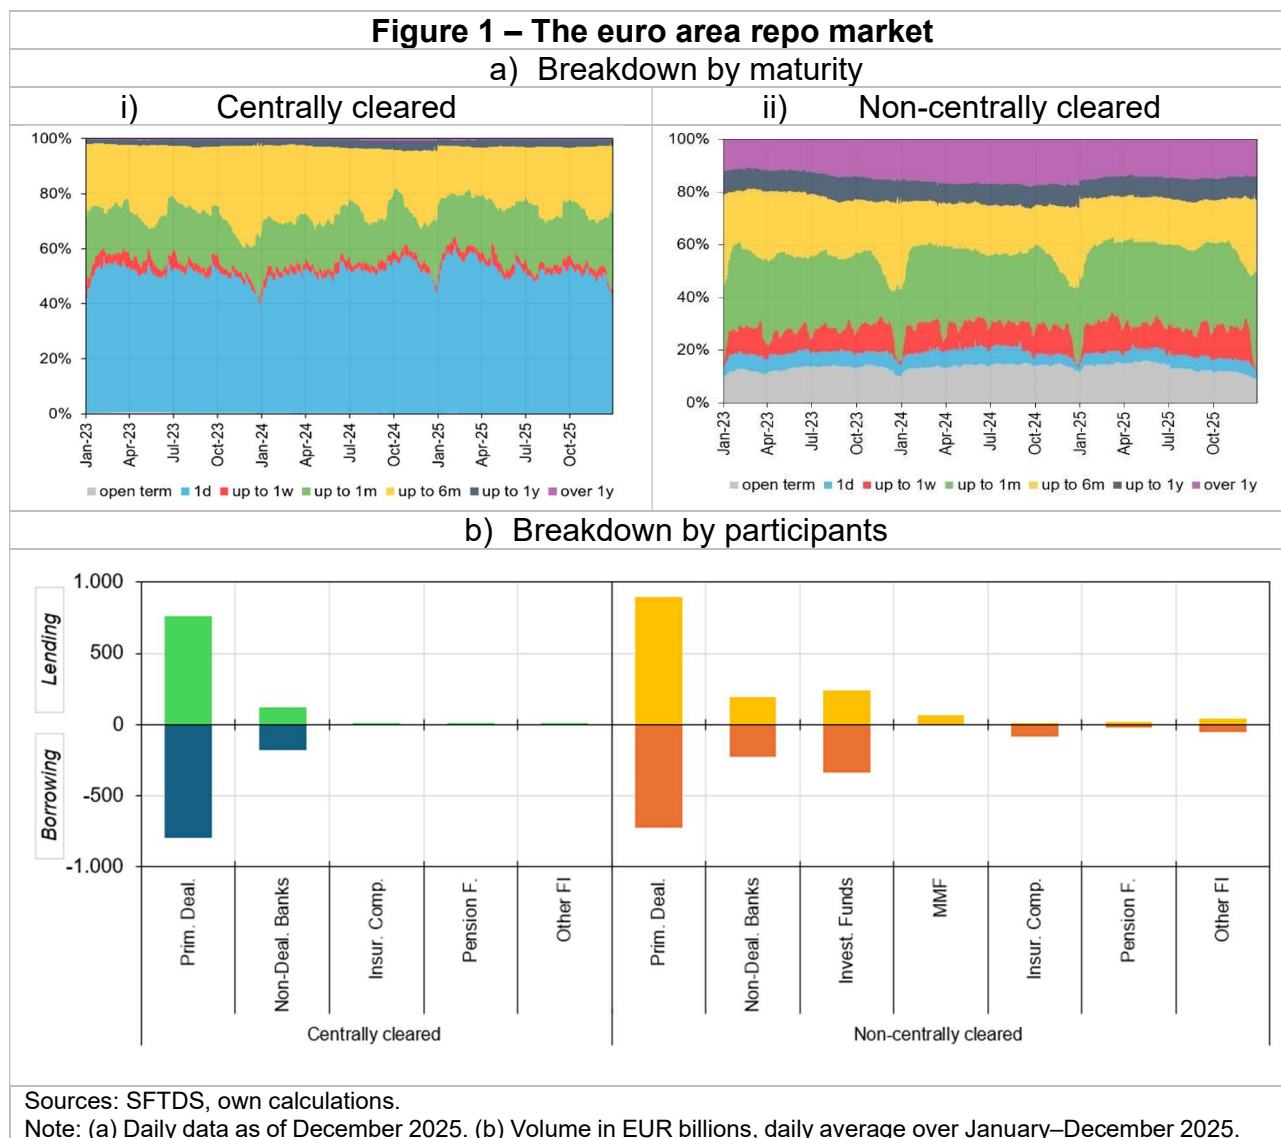 Figure 1 – The euro area repo market
a) Breakdown by maturity
i) Centrally cleared
ii) Non-centrally cleared
100%
80%
60%
40%
20%
0%
Jan-23
Apr-23
Jul-23
Oct-23
Jan-24
Apr-24
Jul-24
Oct-24
Jan-25
Apr-25
Jul-25
Oct-25
open term 1d up to 1w up to 1m up to 6m up to 1y over 1y
100%
80%
60%
40%
20%
0%
Jan-23
Apr-23
Jul-23
Oct-23
Jan-24
Apr-24
Jul-24
Oct-24
Jan-25
Apr-25
Jul-25
Oct-25
open term 1d up to 1w up to 1m up to 6m up to 1y over 1y
b) Breakdown by participants
Lending
Borrowing
1.000
500
0
-500
-1.000
Prim. Deal.
Non-Deal. Banks
Insur. Comp.
Pension F.
Other FI
Prim. Deal.
Non-Deal. Banks
Invest. Funds
MMF
Insur. Comp.
Pension F.
Other FI
Centrally cleared
Non-centrally cleared
Sources: SFTDS, own calculations.
Note: (a) Daily data as of December 2025. (b) Volume in EUR billions, daily average over January–December 2025.